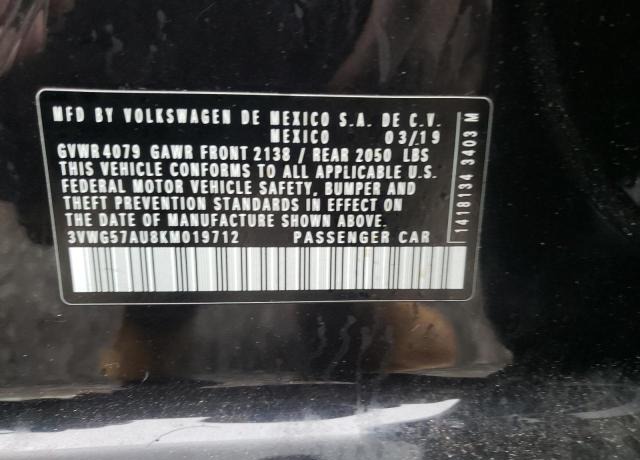 MFD BY VOLKSWAGEN DE MEXICO S.A. DE C.V.
MEXICO 03/19
GVWR 4079 GAWR FRONT 2138 / REAR 2050 LBS
THIS VEHICLE CONFORMS TO ALL APPLICABLE U.S.
FEDERAL MOTOR VEHICLE SAFETY, BUMPER AND
THEFT PREVENTION STANDARDS IN EFFECT ON
THE DATE OF MANUFACTURE SHOWN ABOVE.
3VWG57AU8KM019712 PASSENGER CAR
1418134 3403 M